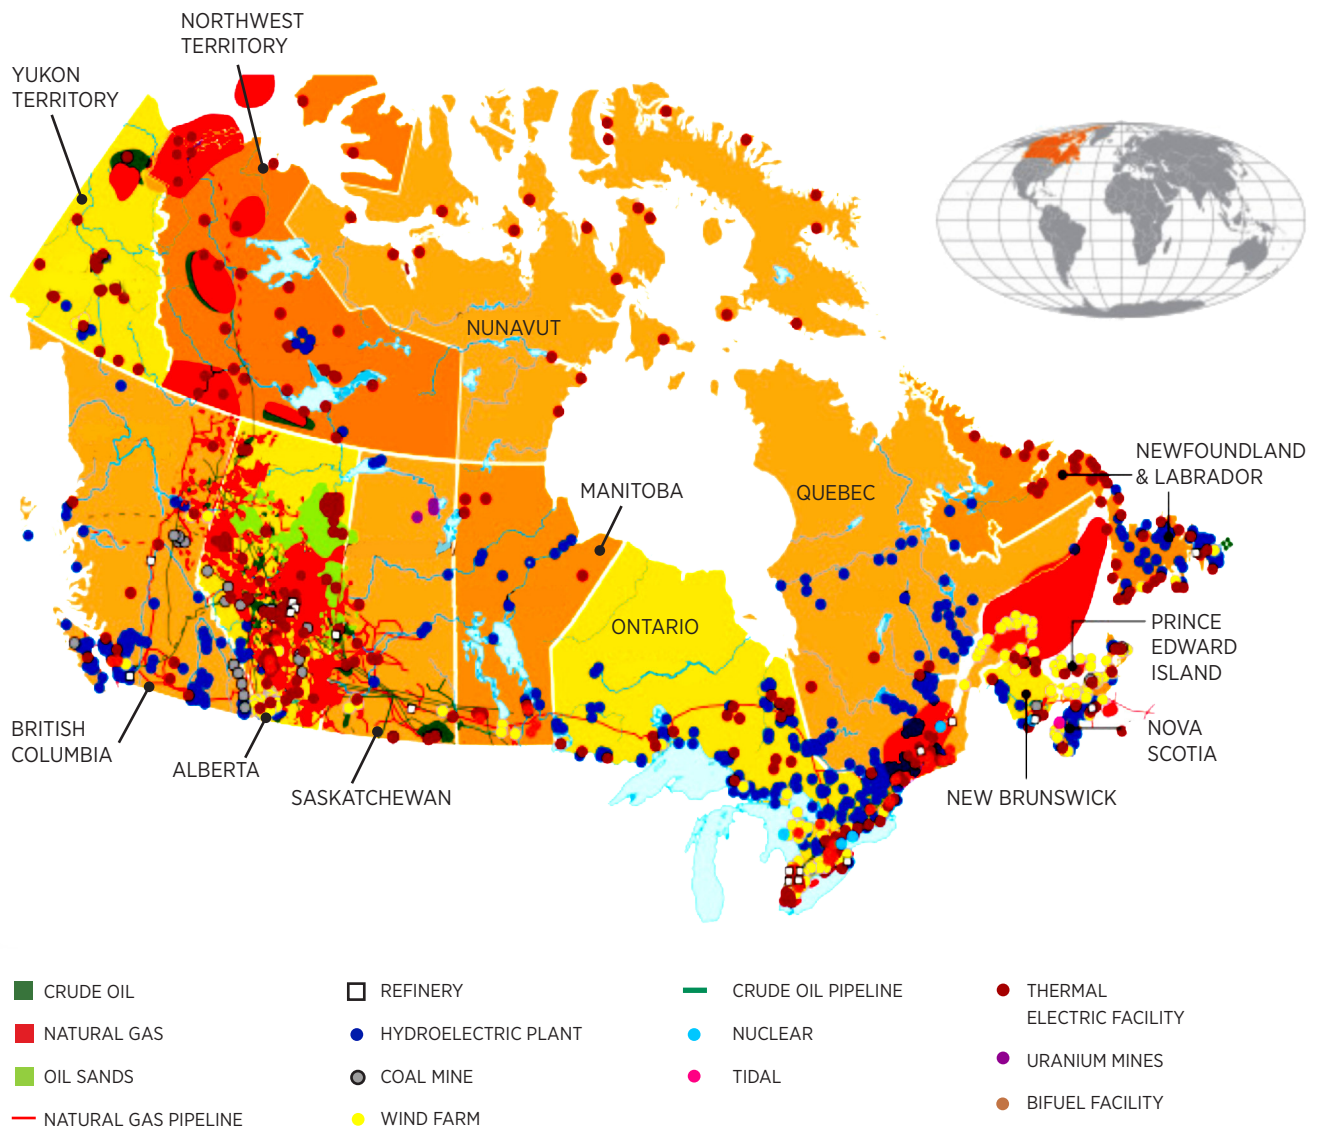 NORTHWEST
TERRITORY
YUKON
TERRITORY
NUNAVUT
NEWFOUNDLAND
& LABRADOR
MANITOBA
QUEBEC
ONTARIO
PRINCE
EDWARD
ISLAND
BRITISH
COLUMBIA
NOVA
SCOTIA
ALBERTA
SASKATCHEWAN
NEW BRUNSWICK
CRUDE OIL
NATURAL GAS
OIL SANDS
NATURAL GAS PIPELINE
REFINERY
HYDROELECTRIC PLANT
COAL MINE
WIND FARM
CRUDE OIL PIPELINE
NUCLEAR
TIDAL
THERMAL
ELECTRIC FACILITY
URANIUM MINES
BIFUEL FACILITY